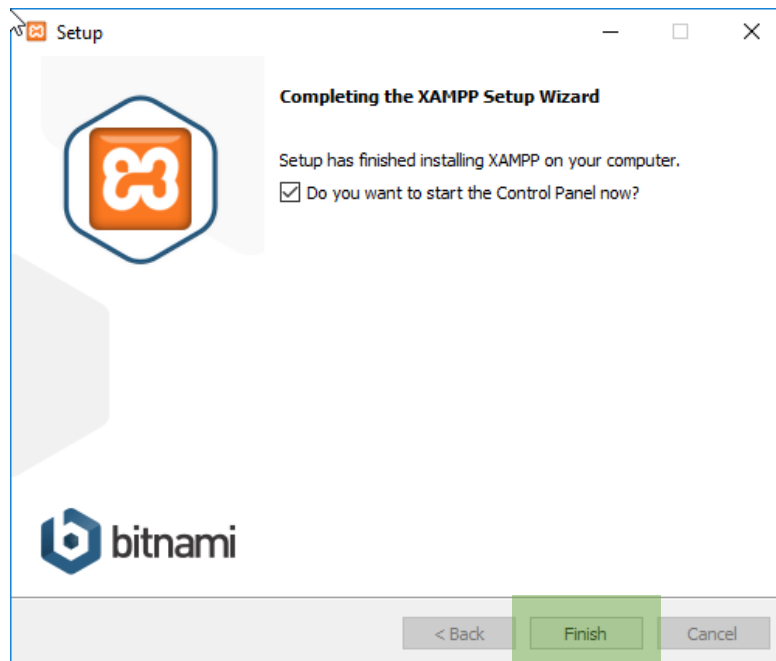 Setup
Completing the XAMPP Setup Wizard
Setup has finished installing XAMPP on your computer.
Do you want to start the Control Panel now?
bitnami
< Back
Finish
Cancel